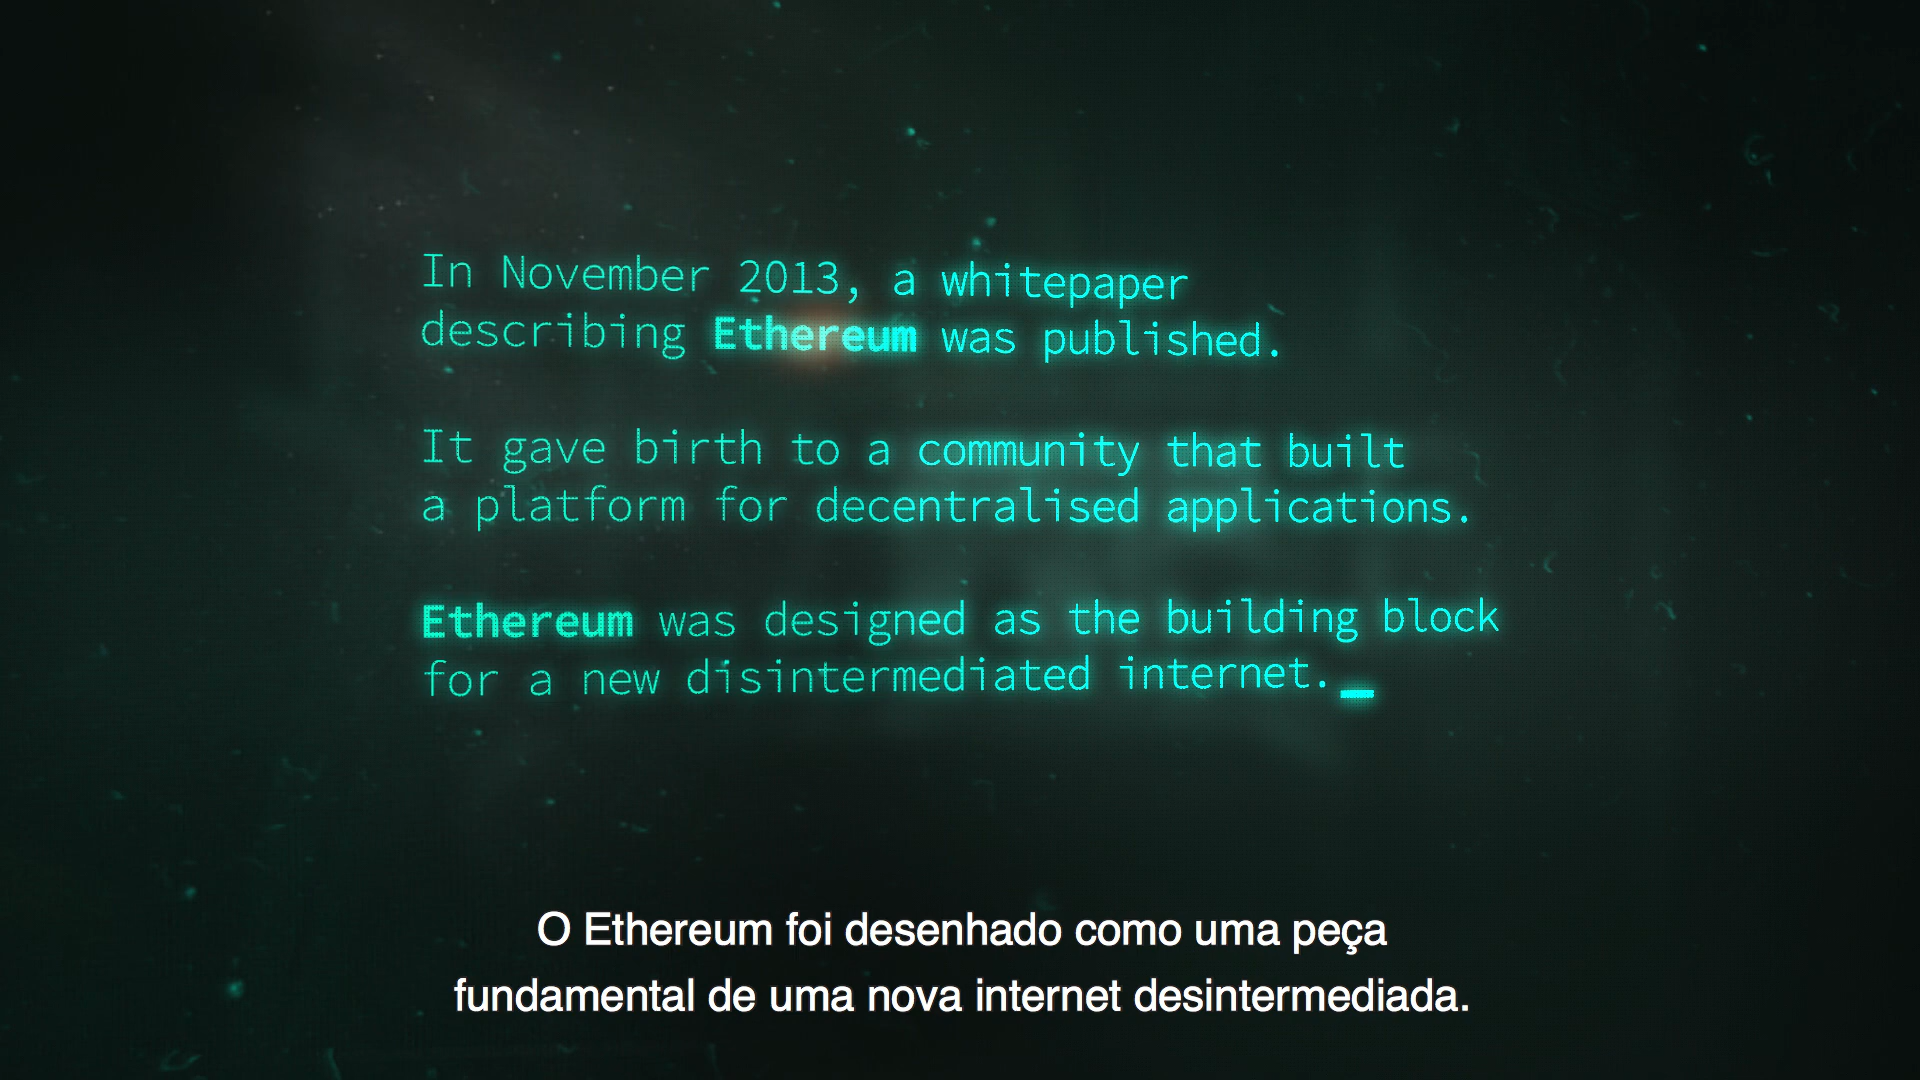 In November 2013, a whitepaper
describing Ethereum was published.
It gave birth to a community that built
a platform for decentralised applications.
Ethereum was designed as the building block
for a new disintermediated internet._
O Ethereum foi desenhado como uma peça
fundamental de uma nova internet desintermediada.